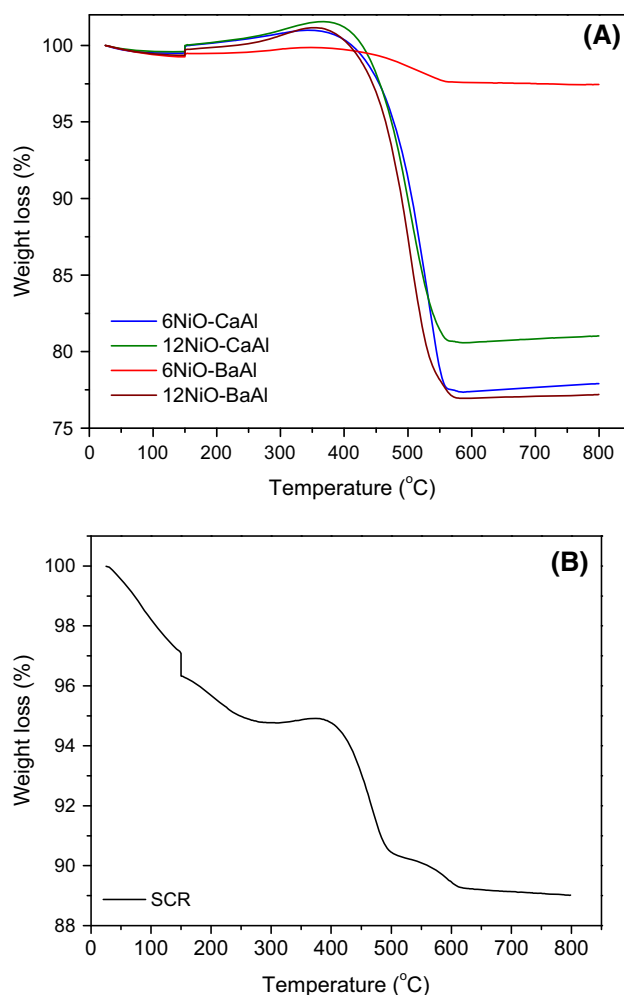 (A)
100
95
90
85
80
75
Weight loss (%)
6NiO-CaAl
12NiO-CaAl
6NiO-BaAl
12NiO-BaAl
0 100 200 300 400 500 600 700 800
Temperature (°C)
(B)
100
98
96
94
92
90
88
Weight loss (%)
SCR
0 100 200 300 400 500 600 700 800
Temperature (°C)